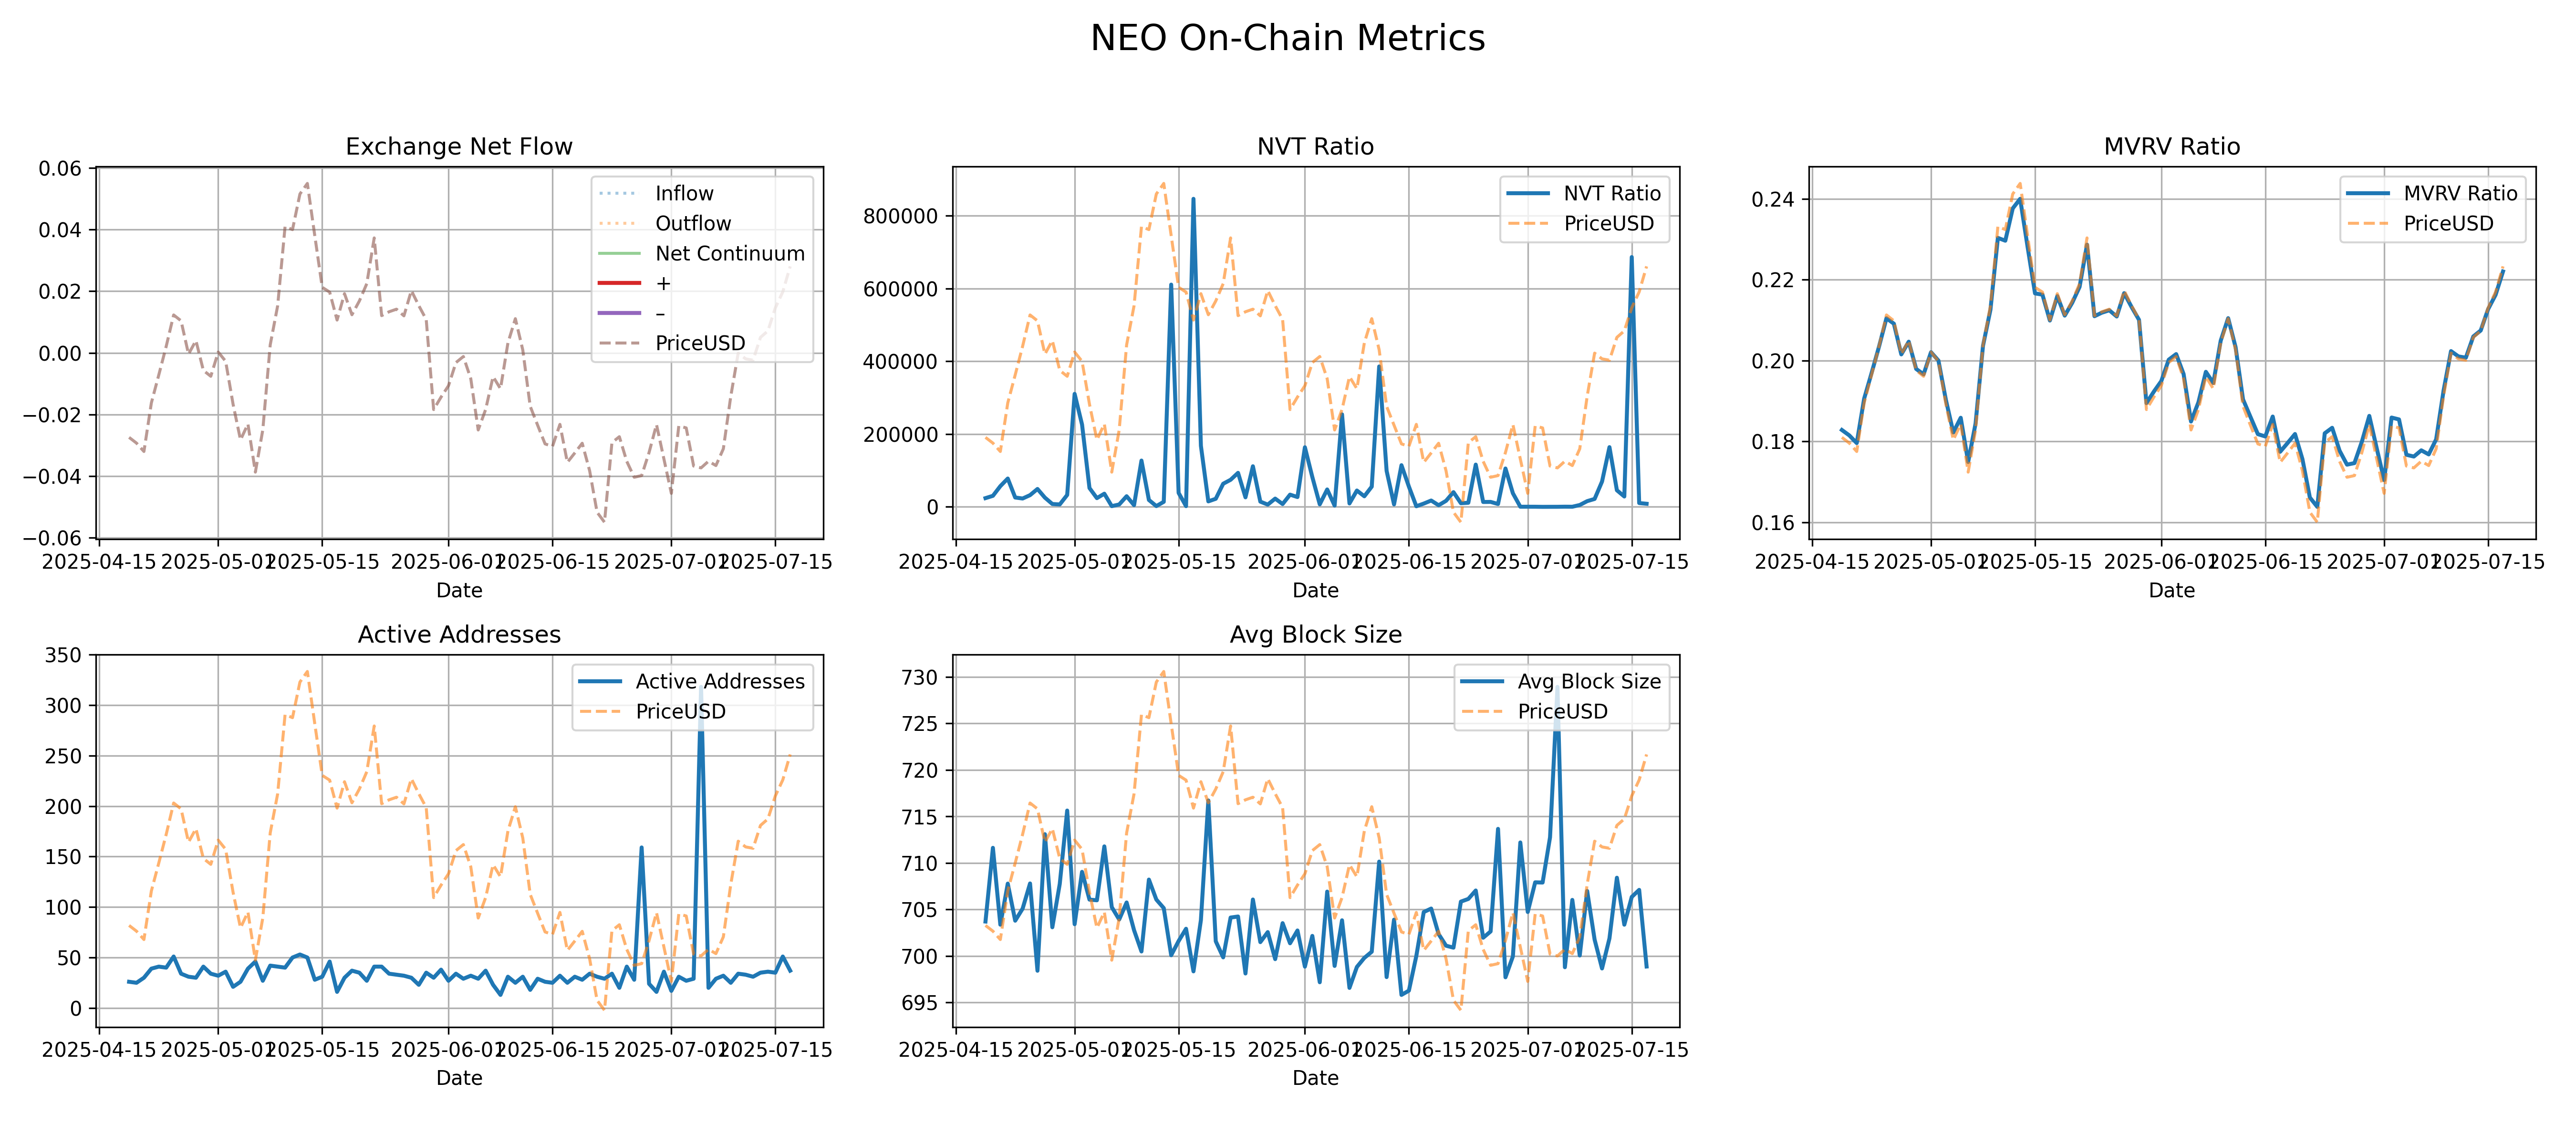 NEO On-Chain Metrics
Exchange Net Flow
0.06
0.04
0.02
0.00
−0.02
−0.04
−0.06
Inflow
Outflow
Net Continuum
+
–
PriceUSD
2025-04-15 2025-05-01 2025-05-15 2025-06-01 2025-06-15 2025-07-01 2025-07-15
Date
NVT Ratio
800000
600000
400000
200000
0
NVT Ratio
PriceUSD
2025-04-15 2025-05-01 2025-05-15 2025-06-01 2025-06-15 2025-07-01 2025-07-15
Date
MVRV Ratio
0.24
0.22
0.20
0.18
0.16
MVRV Ratio
PriceUSD
2025-04-15 2025-05-01 2025-05-15 2025-06-01 2025-06-15 2025-07-01 2025-07-15
Date
Active Addresses
350
300
250
200
150
100
50
0
Active Addresses
PriceUSD
2025-04-15 2025-05-01 2025-05-15 2025-06-01 2025-06-15 2025-07-01 2025-07-15
Date
Avg Block Size
730
725
720
715
710
705
700
695
Avg Block Size
PriceUSD
2025-04-15 2025-05-01 2025-05-15 2025-06-01 2025-06-15 2025-07-01 2025-07-15
Date